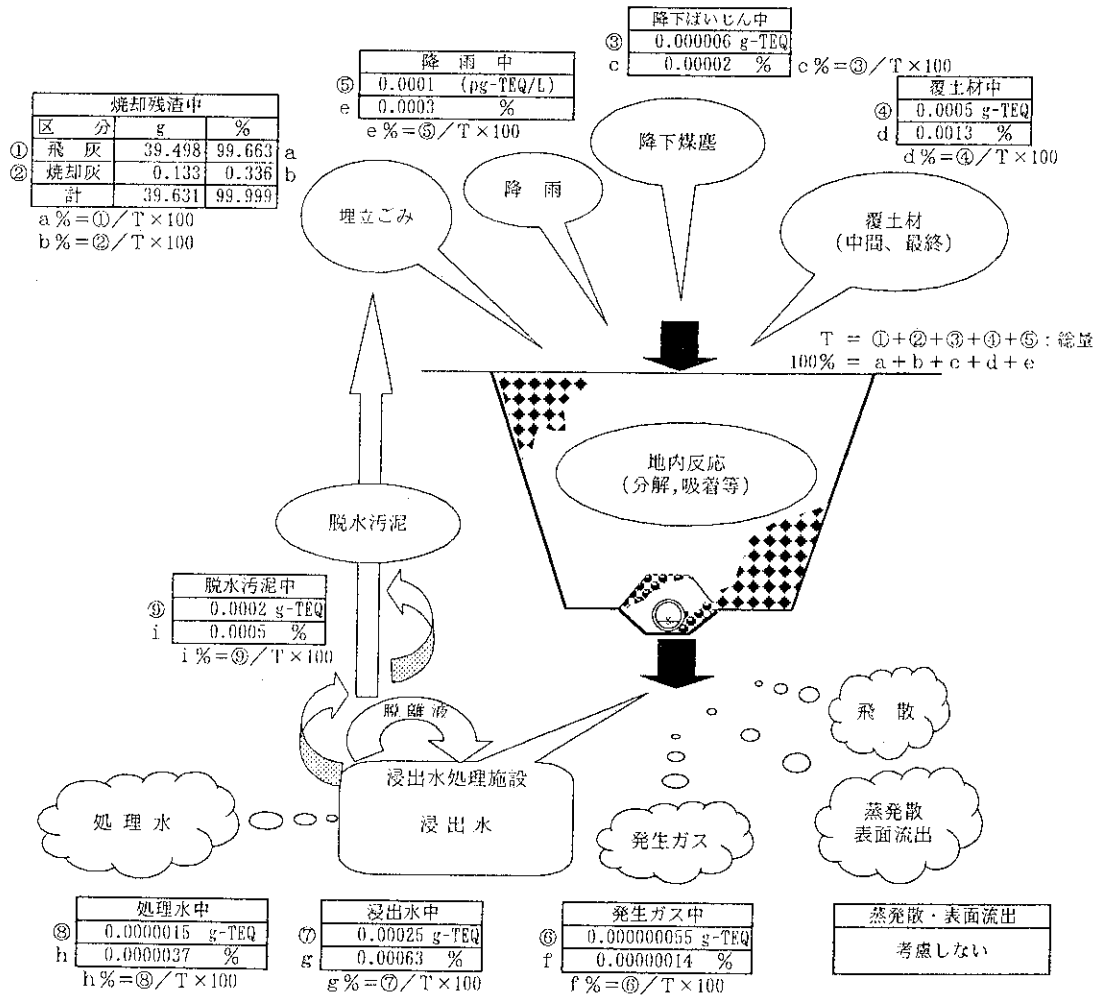 降下ばいじん中
③ 0.000006 g-TEQ
c 0.00002 % c%=③/T×100
降 雨 中
⑤ 0.0001 (pg-TEQ/L)
e 0.0003 %
e%=⑤/T×100
覆土材中
④ 0.0005 g-TEQ
d 0.0013 %
d%=④/T×100
焼却残渣中
区 分 g %
① 飛 灰 39.498 99.663 a
② 焼却灰 0.133 0.336 b
計 39.631 99.999
a%=①/T×100
b%=②/T×100
埋立ごみ
降 雨
降下煤塵
覆土材
(中間、最終)
T = ①+②+③+④+⑤:総量
100% = a+b+c+d+e
地内反応
(分解,吸着等)
脱水汚泥
脱水汚泥中
⑨ 0.0002 g-TEQ
i 0.0005 %
i%=⑨/T×100
脱離液
飛 散
浸出水処理施設
浸 出 水
処 理 水
発生ガス
蒸発散
表面流出
処理水中
⑧ 0.0000015 g-TEQ
h 0.0000037 %
h%=⑧/T×100
浸出水中
⑦ 0.00025 g-TEQ
g 0.00063 %
g%=⑦/T×100
発生ガス中
⑥ 0.000000055 g-TEQ
f 0.00000014 %
f%=⑥/T×100
蒸発散・表面流出
考慮しない